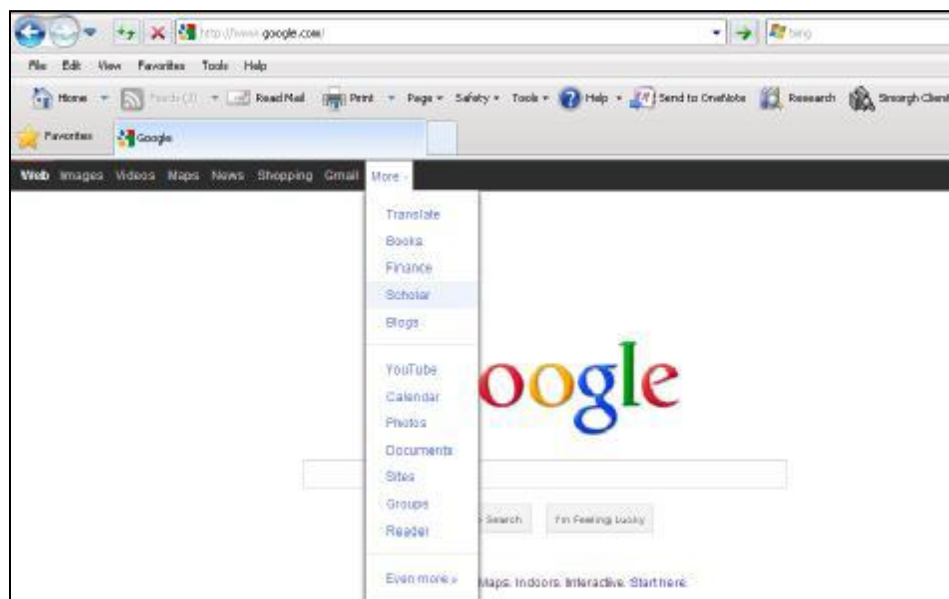 http://www.google.com/
bing
File Edit View Favorites Tools Help
Home Feeds (J) Read Mail Print Page Safety Tools Help Send to OneNote Research Smorgh Client
Favorites Google
Web Images Videos Maps News Shopping Gmail More
Translate
Books
Finance
Scholar
Blogs
YouTube
Calendar
Photos
Documents
Sites
Groups
Reader
Even more »
oogle
Search I'm Feeling Lucky
Maps. Indoors. Interactive. Start here.